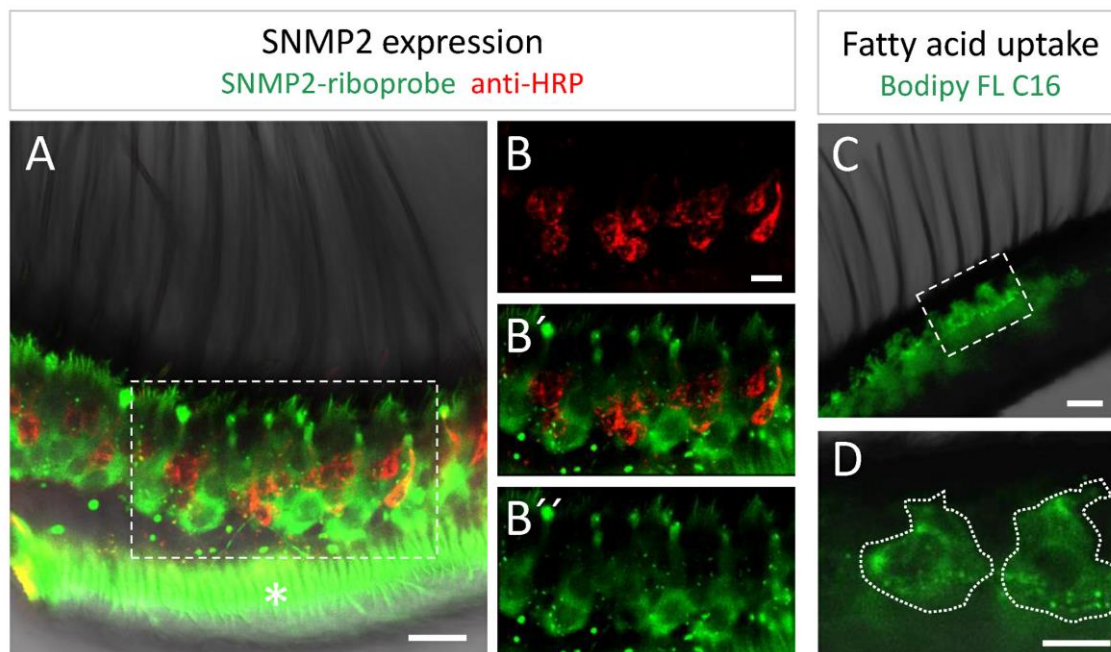 SNMP2 expression
SNMP2-riboprobe anti-HRP
Fatty acid uptake
Bodipy FL C16
A
B
B´
B´´
C
D
*